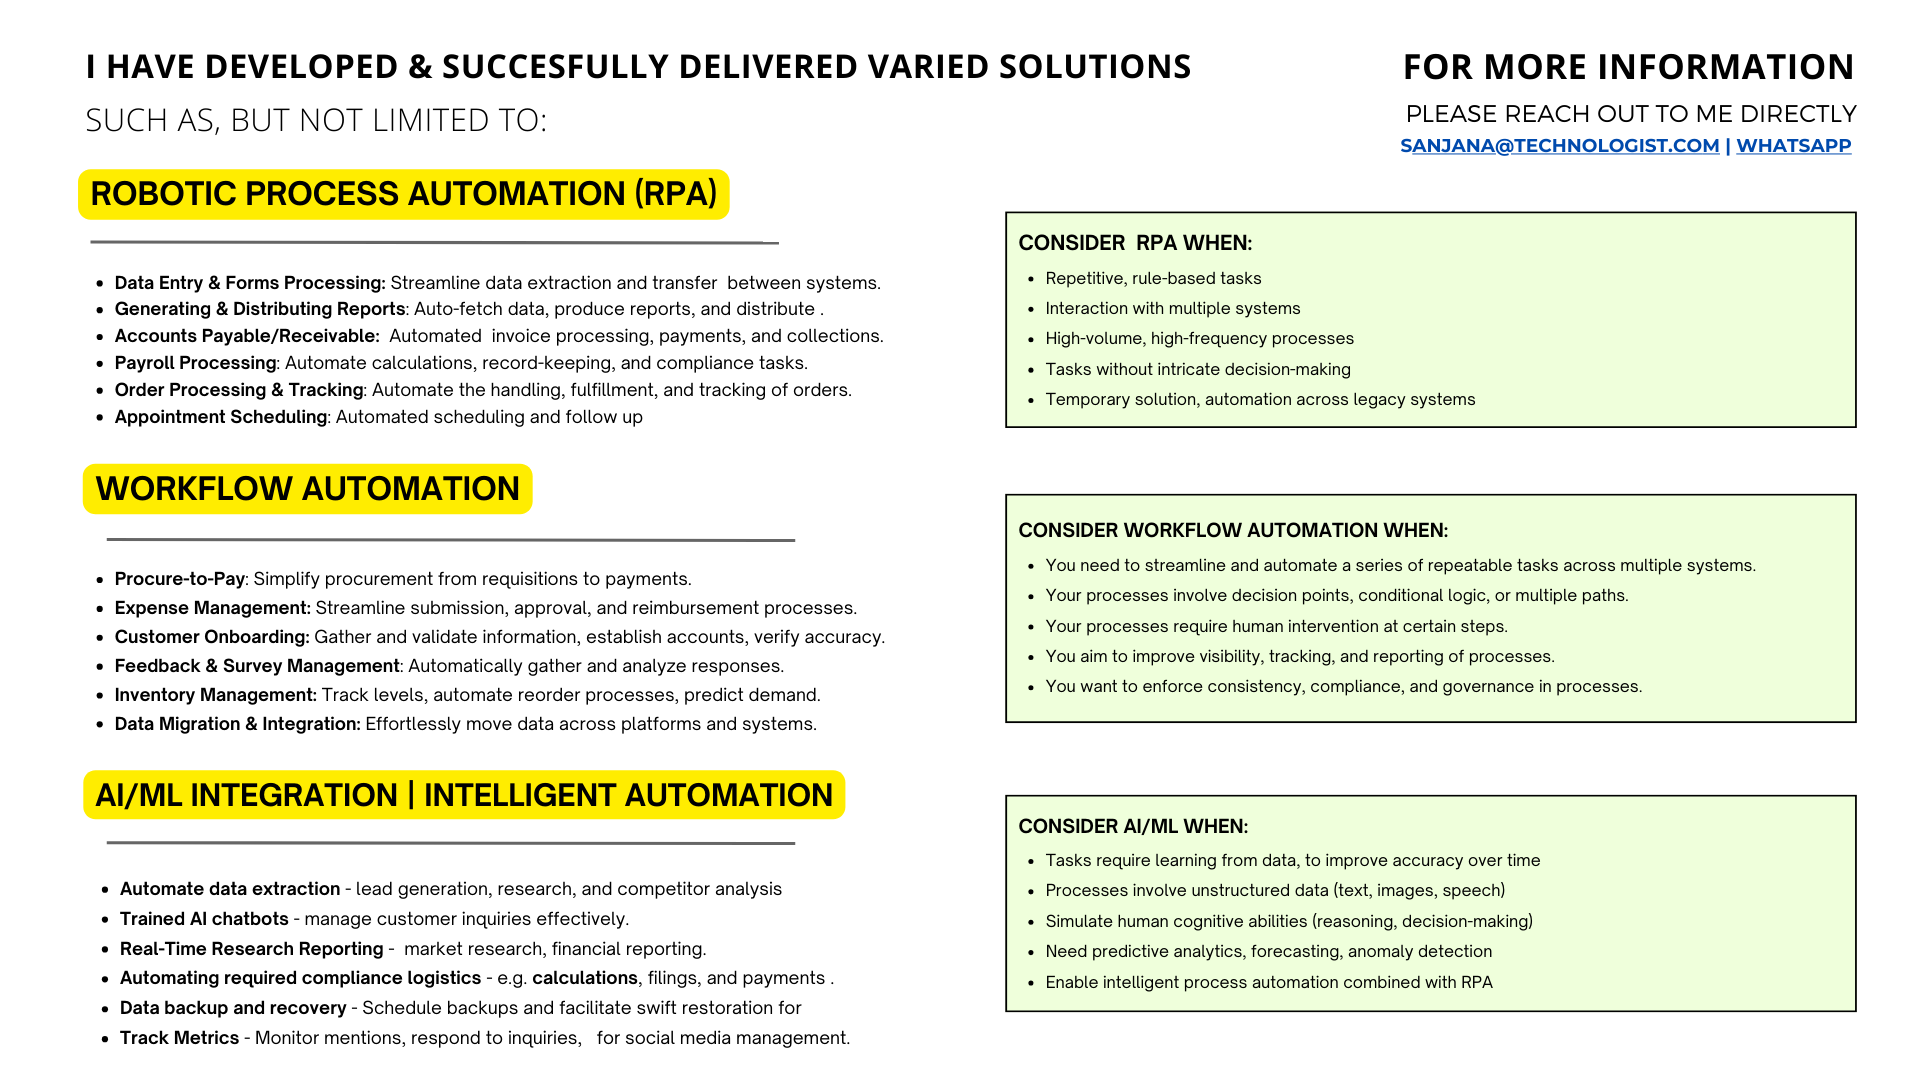 I HAVE DEVELOPED & SUCCESFULLY DELIVERED VARIED SOLUTIONS
SUCH AS, BUT NOT LIMITED TO:
FOR MORE INFORMATION
PLEASE REACH OUT TO ME DIRECTLY
SANJANA@TECHNOLOGIST.COM | WHATSAPP
ROBOTIC PROCESS AUTOMATION (RPA)
• Data Entry & Forms Processing: Streamline data extraction and transfer between systems.
• Generating & Distributing Reports: Auto-fetch data, produce reports, and distribute .
• Accounts Payable/Receivable: Automated invoice processing, payments, and collections.
• Payroll Processing: Automate calculations, record-keeping, and compliance tasks.
• Order Processing & Tracking: Automate the handling, fulfillment, and tracking of orders.
• Appointment Scheduling: Automated scheduling and follow up
CONSIDER RPA WHEN:
• Repetitive, rule-based tasks
• Interaction with multiple systems
• High-volume, high-frequency processes
• Tasks without intricate decision-making
• Temporary solution, automation across legacy systems
WORKFLOW AUTOMATION
• Procure-to-Pay: Simplify procurement from requisitions to payments.
• Expense Management: Streamline submission, approval, and reimbursement processes.
• Customer Onboarding: Gather and validate information, establish accounts, verify accuracy.
• Feedback & Survey Management: Automatically gather and analyze responses.
• Inventory Management: Track levels, automate reorder processes, predict demand.
• Data Migration & Integration: Effortlessly move data across platforms and systems.
CONSIDER WORKFLOW AUTOMATION WHEN:
• You need to streamline and automate a series of repeatable tasks across multiple systems.
• Your processes involve decision points, conditional logic, or multiple paths.
• Your processes require human intervention at certain steps.
• You aim to improve visibility, tracking, and reporting of processes.
• You want to enforce consistency, compliance, and governance in processes.
AI/ML INTEGRATION | INTELLIGENT AUTOMATION
• Automate data extraction - lead generation, research, and competitor analysis
• Trained AI chatbots - manage customer inquiries effectively.
• Real-Time Research Reporting - market research, financial reporting.
• Automating required compliance logistics - e.g. calculations, filings, and payments .
• Data backup and recovery - Schedule backups and facilitate swift restoration for
• Track Metrics - Monitor mentions, respond to inquiries, for social media management.
CONSIDER AI/ML WHEN:
• Tasks require learning from data, to improve accuracy over time
• Processes involve unstructured data (text, images, speech)
• Simulate human cognitive abilities (reasoning, decision-making)
• Need predictive analytics, forecasting, anomaly detection
• Enable intelligent process automation combined with RPA